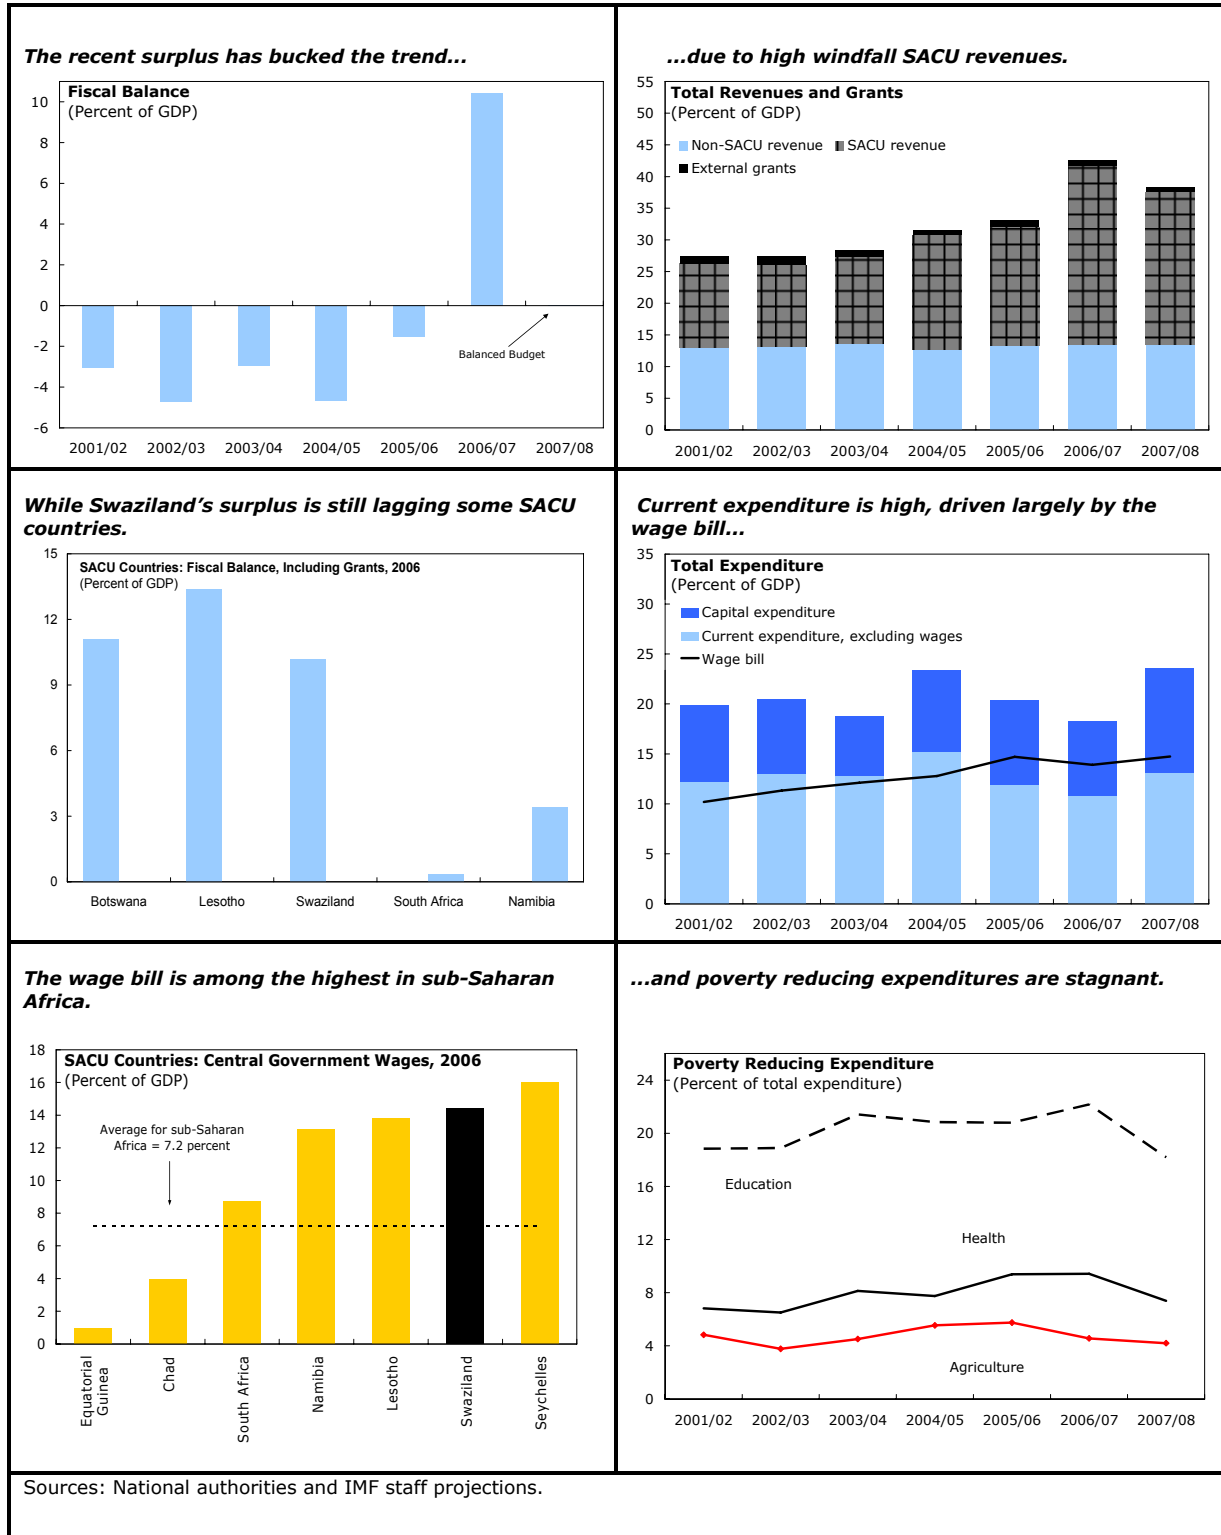 The recent surplus has bucked the trend...
Fiscal Balance
(Percent of GDP)
10
8
6
4
2
0
-2
-4
-6
Balanced Budget
2001/02 2002/03 2003/04 2004/05 2005/06 2006/07 2007/08
...due to high windfall SACU revenues.
Total Revenues and Grants
(Percent of GDP)
Non-SACU revenue SACU revenue
External grants
55
50
45
40
35
30
25
20
15
10
5
0
2001/02 2002/03 2003/04 2004/05 2005/06 2006/07 2007/08
While Swaziland's surplus is still lagging some SACU
countries.
SACU Countries: Fiscal Balance, Including Grants, 2006
(Percent of GDP)
15
12
9
6
3
0
Botswana Lesotho Swaziland South Africa Namibia
Current expenditure is high, driven largely by the
wage bill...
Total Expenditure
(Percent of GDP)
Capital expenditure
Current expenditure, excluding wages
Wage bill
35
30
25
20
15
10
5
0
2001/02 2002/03 2003/04 2004/05 2005/06 2006/07 2007/08
The wage bill is among the highest in sub-Saharan
Africa.
SACU Countries: Central Government Wages, 2006
(Percent of GDP)
Average for sub-Saharan
Africa = 7.2 percent
18
16
14
12
10
8
6
4
2
0
Equatorial
Guinea
Chad
South Africa
Namibia
Lesotho
Swaziland
Seychelles
...and poverty reducing expenditures are stagnant.
Poverty Reducing Expenditure
(Percent of total expenditure)
24
20
16
12
8
4
0
Education
Health
Agriculture
2001/02 2002/03 2003/04 2004/05 2005/06 2006/07 2007/08
Sources: National authorities and IMF staff projections.